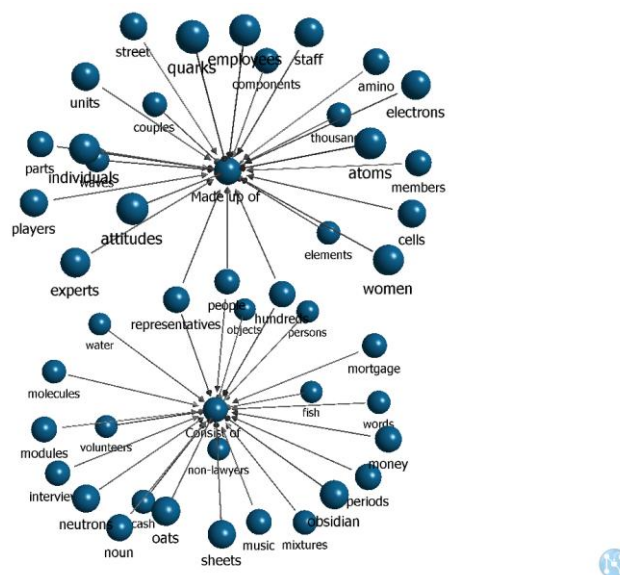 street
quarks
employees
staff
components
units
couples
amino
electrons
thousan
parts
individuals
waves
Made up of
atoms
members
players
attitudes
cells
elements
experts
women
people
representatives
objects
hundreds
persons
water
mortgage
molecules
fish
words
Consist of
modules
volunteers
non-lawyers
money
interview
neutrons
cash
periods
obsidian
noun
oats
sheets
music
mixtures